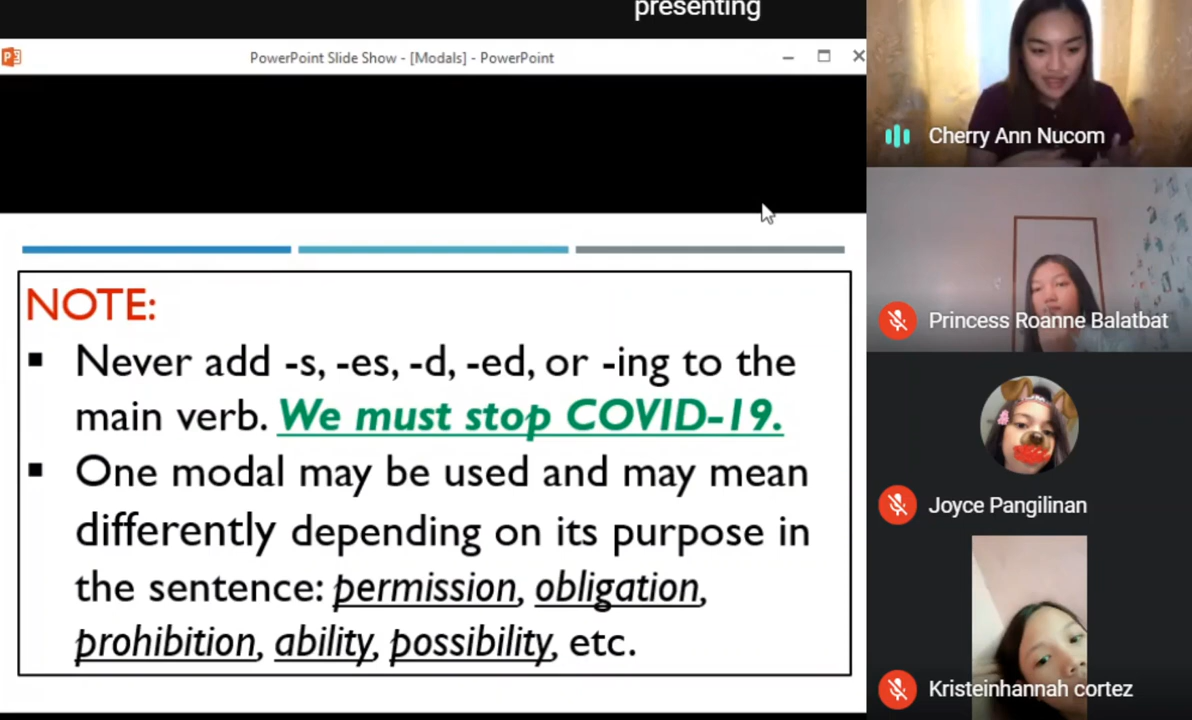 presenting
PowerPoint Slide Show - [Modals] - PowerPoint
NOTE:
▪ Never add -s, -es, -d, -ed, or -ing to the
main verb. We must stop COVID-19.
▪ One modal may be used and may mean
differently depending on its purpose in
the sentence: permission, obligation,
prohibition, ability, possibility, etc.
Cherry Ann Nucom
Princess Roanne Balatbat
Joyce Pangilinan
Kristeinhannah cortez